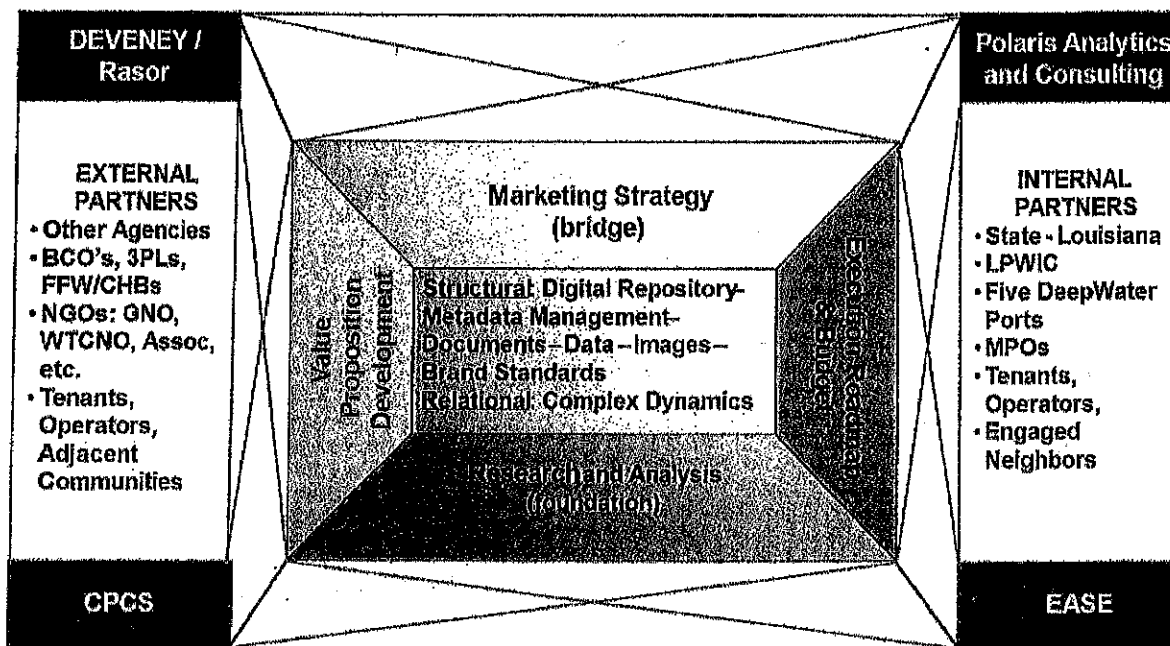 DEVENEY /
Rasor
EXTERNAL
PARTNERS
• Other Agencies
• BCO's, 3PLs,
FFW/CHBs
• NGOs: GNO,
WTCNO, Assoc,
etc.
• Tenants,
Operators,
Adjacent
Communities
CPCS
Marketing Strategy
(bridge)
Value
Proposition
Development
Structural: Digital Repository–
Metadata Management–
Documents–Data–Images–
Brand Standards
Relational: Complex Dynamics
Research and Analysis
(foundation)
Polaris Analytics
and Consulting
INTERNAL
PARTNERS
• State - Louisiana
• LPWIC
• Five DeepWater
Ports
• MPOs
• Tenants,
Operators,
• Engaged
Neighbors
EASE